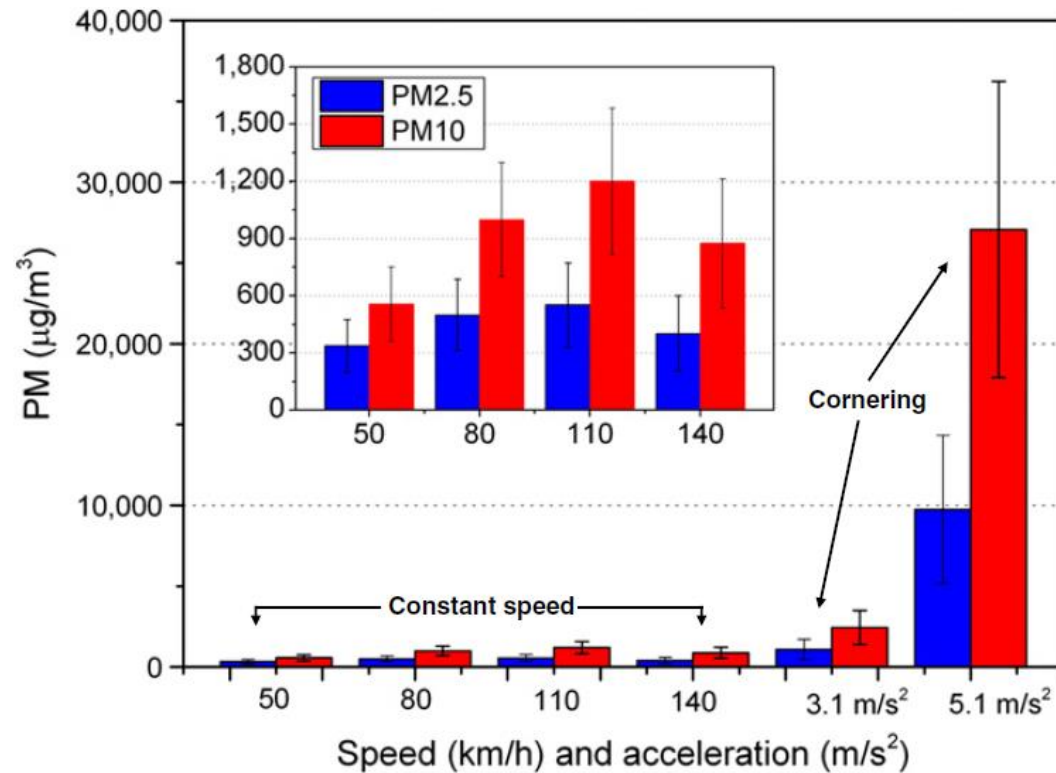 40,000
30,000
20,000
10,000
0
PM (µg/m³)
1,800
1,500
1,200
900
600
300
0
PM2.5
PM10
50 80 110 140
Cornering
Constant speed
50 80 110 140 3.1 m/s² 5.1 m/s²
Speed (km/h) and acceleration (m/s²)